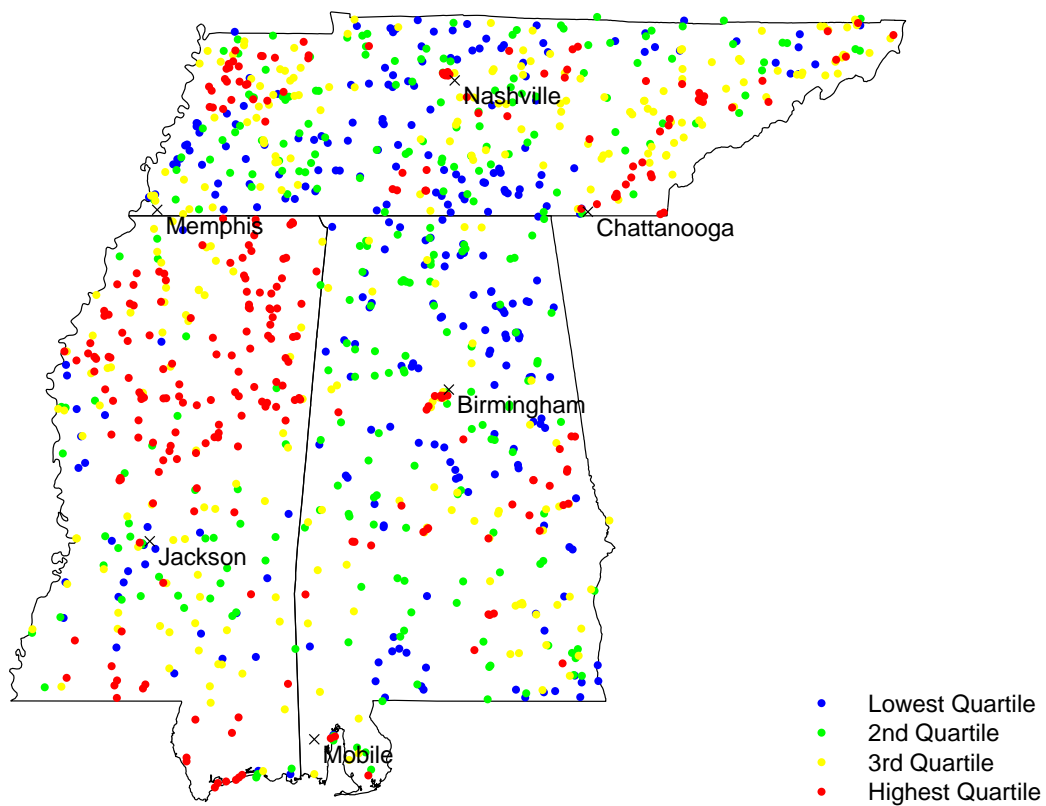 Nashville
Memphis
Chattanooga
Birmingham
Jackson
Mobile
Lowest Quartile
2nd Quartile
3rd Quartile
Highest Quartile